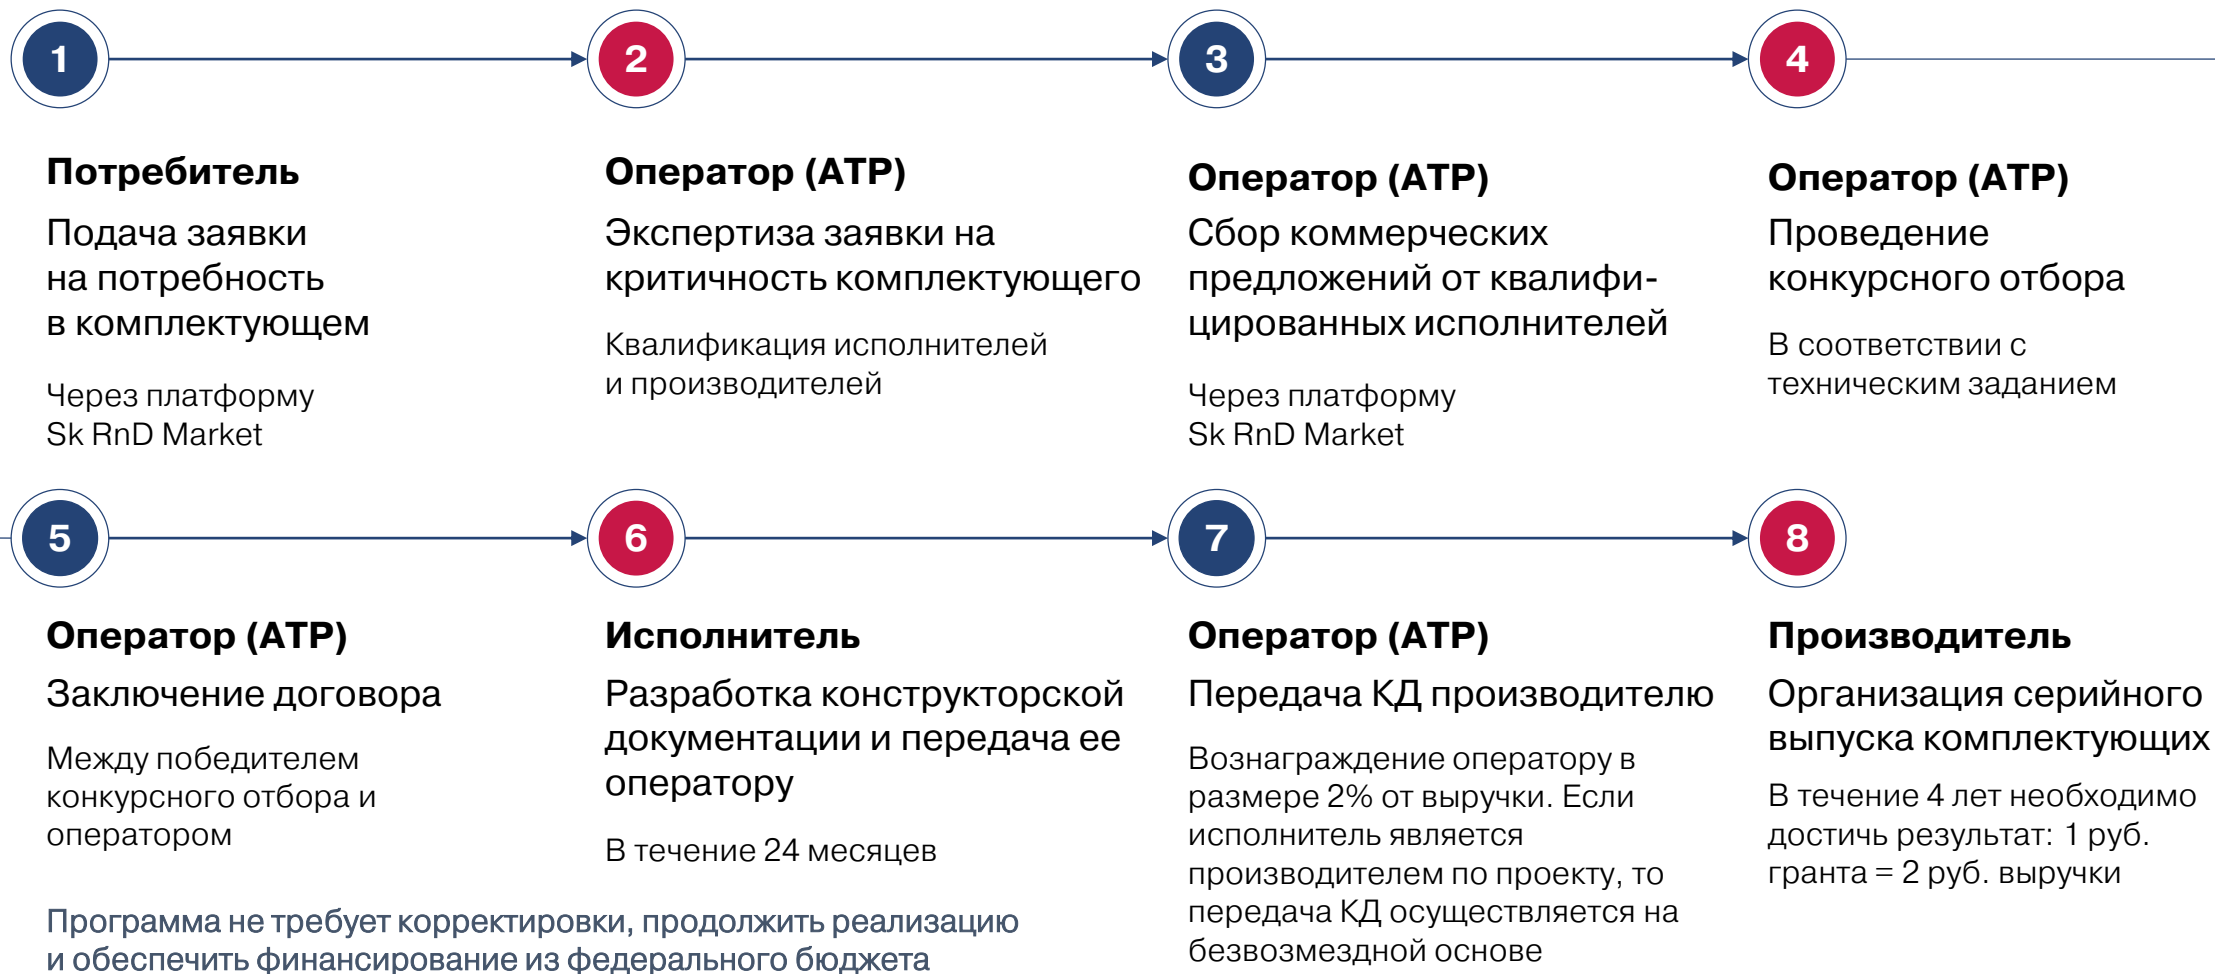 1
2
3
4
Потребитель
Подача заявки
на потребность
в комплектующем
Через платформу
Sk RnD Market
Оператор (АТР)
Экспертиза заявки на
критичность комплектующего
Квалификация исполнителей
и производителей
Оператор (АТР)
Сбор коммерческих
предложений от квалифи-
цированных исполнителей
Через платформу
Sk RnD Market
Оператор (АТР)
Проведение
конкурсного отбора
В соответствии с
техническим заданием
5
6
7
8
Оператор (АТР)
Заключение договора
Между победителем
конкурсного отбора и
оператором
Исполнитель
Разработка конструкторской
документации и передача ее
оператору
В течение 24 месяцев
Оператор (АТР)
Передача КД производителю
Вознаграждение оператору в
размере 2% от выручки. Если
исполнитель является
производителем по проекту, то
передача КД осуществляется на
безвозмездной основе
Производитель
Организация серийного
выпуска комплектующих
В течение 4 лет необходимо
достичь результат: 1 руб.
гранта = 2 руб. выручки
Программа не требует корректировки, продолжить реализацию
и обеспечить финансирование из федерального бюджета